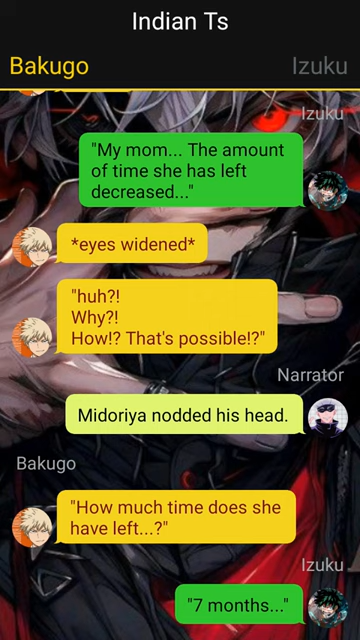 Indian Ts
Bakugo
Izuku
Izuku
"My mom... The amount
of time she has left
decreased..."
*eyes widened*
"huh?!
Why?!
How!? That's possible!?"
Narrator
Midoriya nodded his head.
Bakugo
"How much time does she
have left...?"
Izuku
"7 months..."